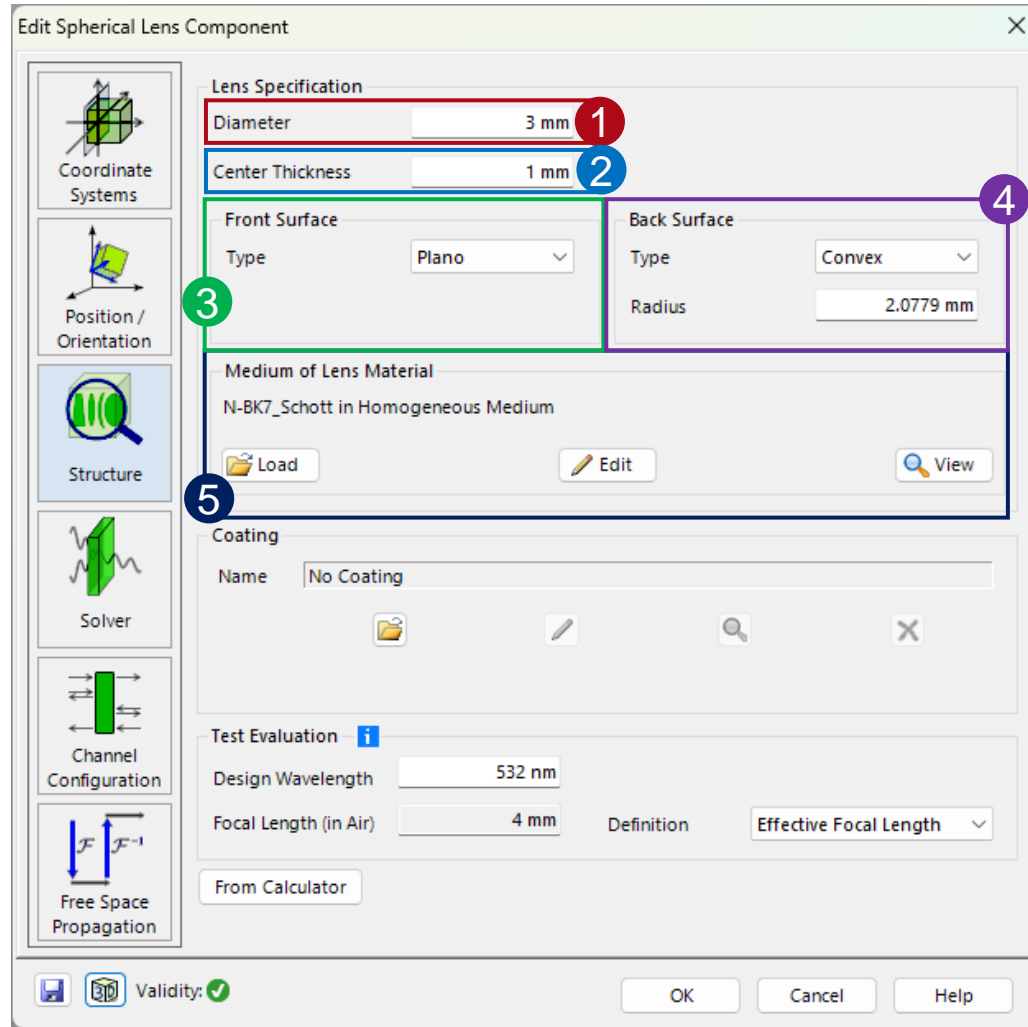 Edit Spherical Lens Component
Coordinate
Systems
Position /
Orientation
Structure
Solver
Channel
Configuration
ℱ ℱ⁻¹
Free Space
Propagation
Lens Specification
Diameter 3 mm 1
Center Thickness 1 mm 2
3
Front Surface
Type Plano
4
Back Surface
Type Convex
Radius 2.0779 mm
5
Medium of Lens Material
N-BK7_Schott in Homogeneous Medium
Load Edit View
Coating
Name No Coating
Test Evaluation i
Design Wavelength 532 nm
Focal Length (in Air) 4 mm Definition Effective Focal Length
From Calculator
3D Validity: OK Cancel Help